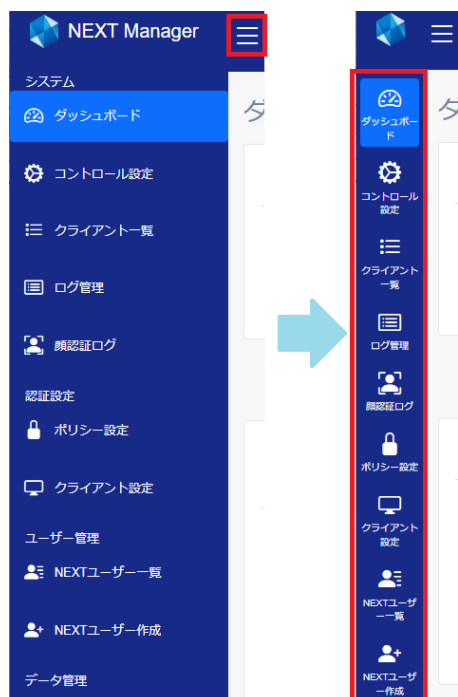 NEXT Manager
システム
ダッシュボード
コントロール設定
クライアント一覧
ログ管理
顔認証ログ
認証設定
ポリシー設定
クライアント設定
ユーザー管理
NEXTユーザー一覧
NEXTユーザー作成
データ管理
ダ
ダッシュボー
ド
コントロール
設定
クライアント
一覧
ログ管理
顔認証ログ
ポリシー設定
クライアント
設定
NEXTユーザ
ー一覧
NEXTユーザ
ー作成
ダ